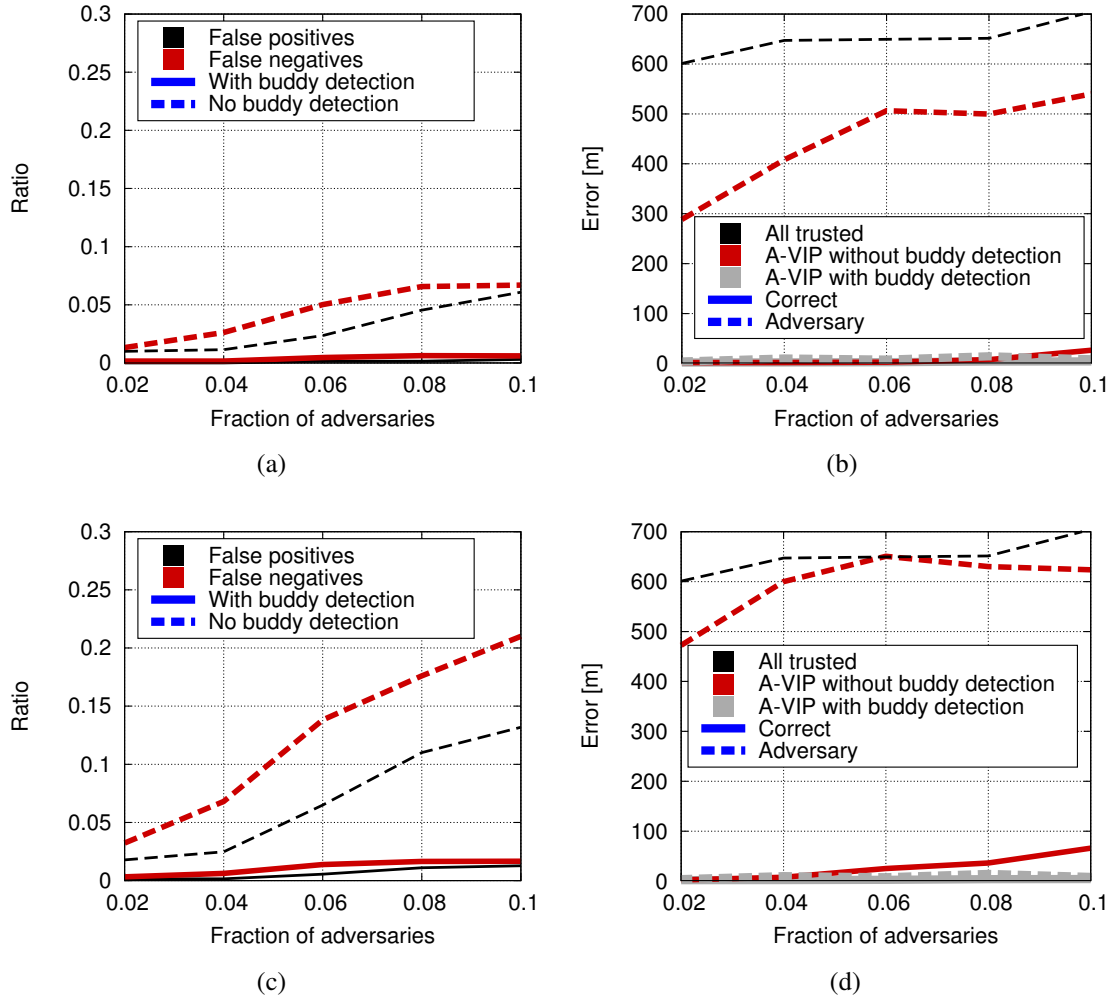 0.3
0.25
0.2
0.15
0.1
0.05
0
Ratio
False positives
False negatives
With buddy detection
No buddy detection
0.02 0.04 0.06 0.08 0.1
Fraction of adversaries
(a)
700
600
500
400
300
200
100
0
Error [m]
All trusted
A-VIP without buddy detection
A-VIP with buddy detection
Correct
Adversary
0.02 0.04 0.06 0.08 0.1
Fraction of adversaries
(b)
0.3
0.25
0.2
0.15
0.1
0.05
0
Ratio
False positives
False negatives
With buddy detection
No buddy detection
0.02 0.04 0.06 0.08 0.1
Fraction of adversaries
(c)
700
600
500
400
300
200
100
0
Error [m]
All trusted
A-VIP without buddy detection
A-VIP with buddy detection
Correct
Adversary
0.02 0.04 0.06 0.08 0.1
Fraction of adversaries
(d)